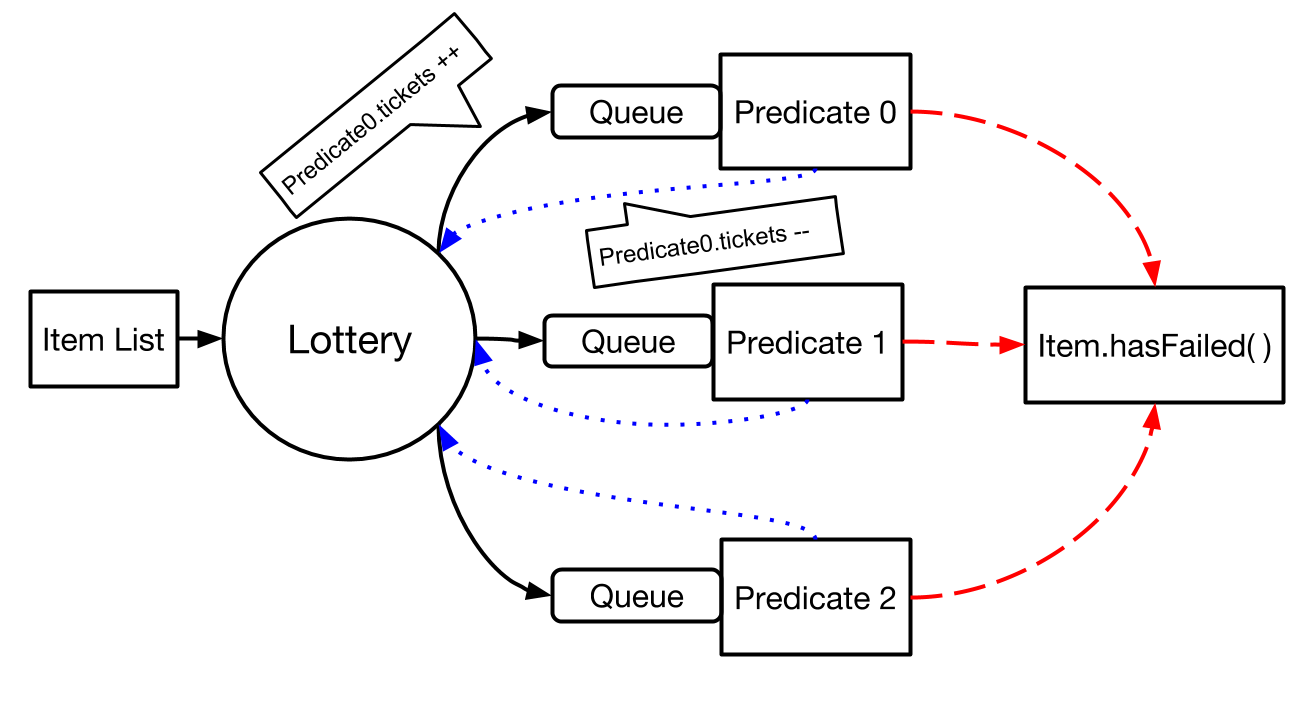 Predicate0.tickets ++
Queue
Predicate 0
Predicate0.tickets --
Item List
Lottery
Queue
Predicate 1
Item.hasFailed( )
Queue
Predicate 2